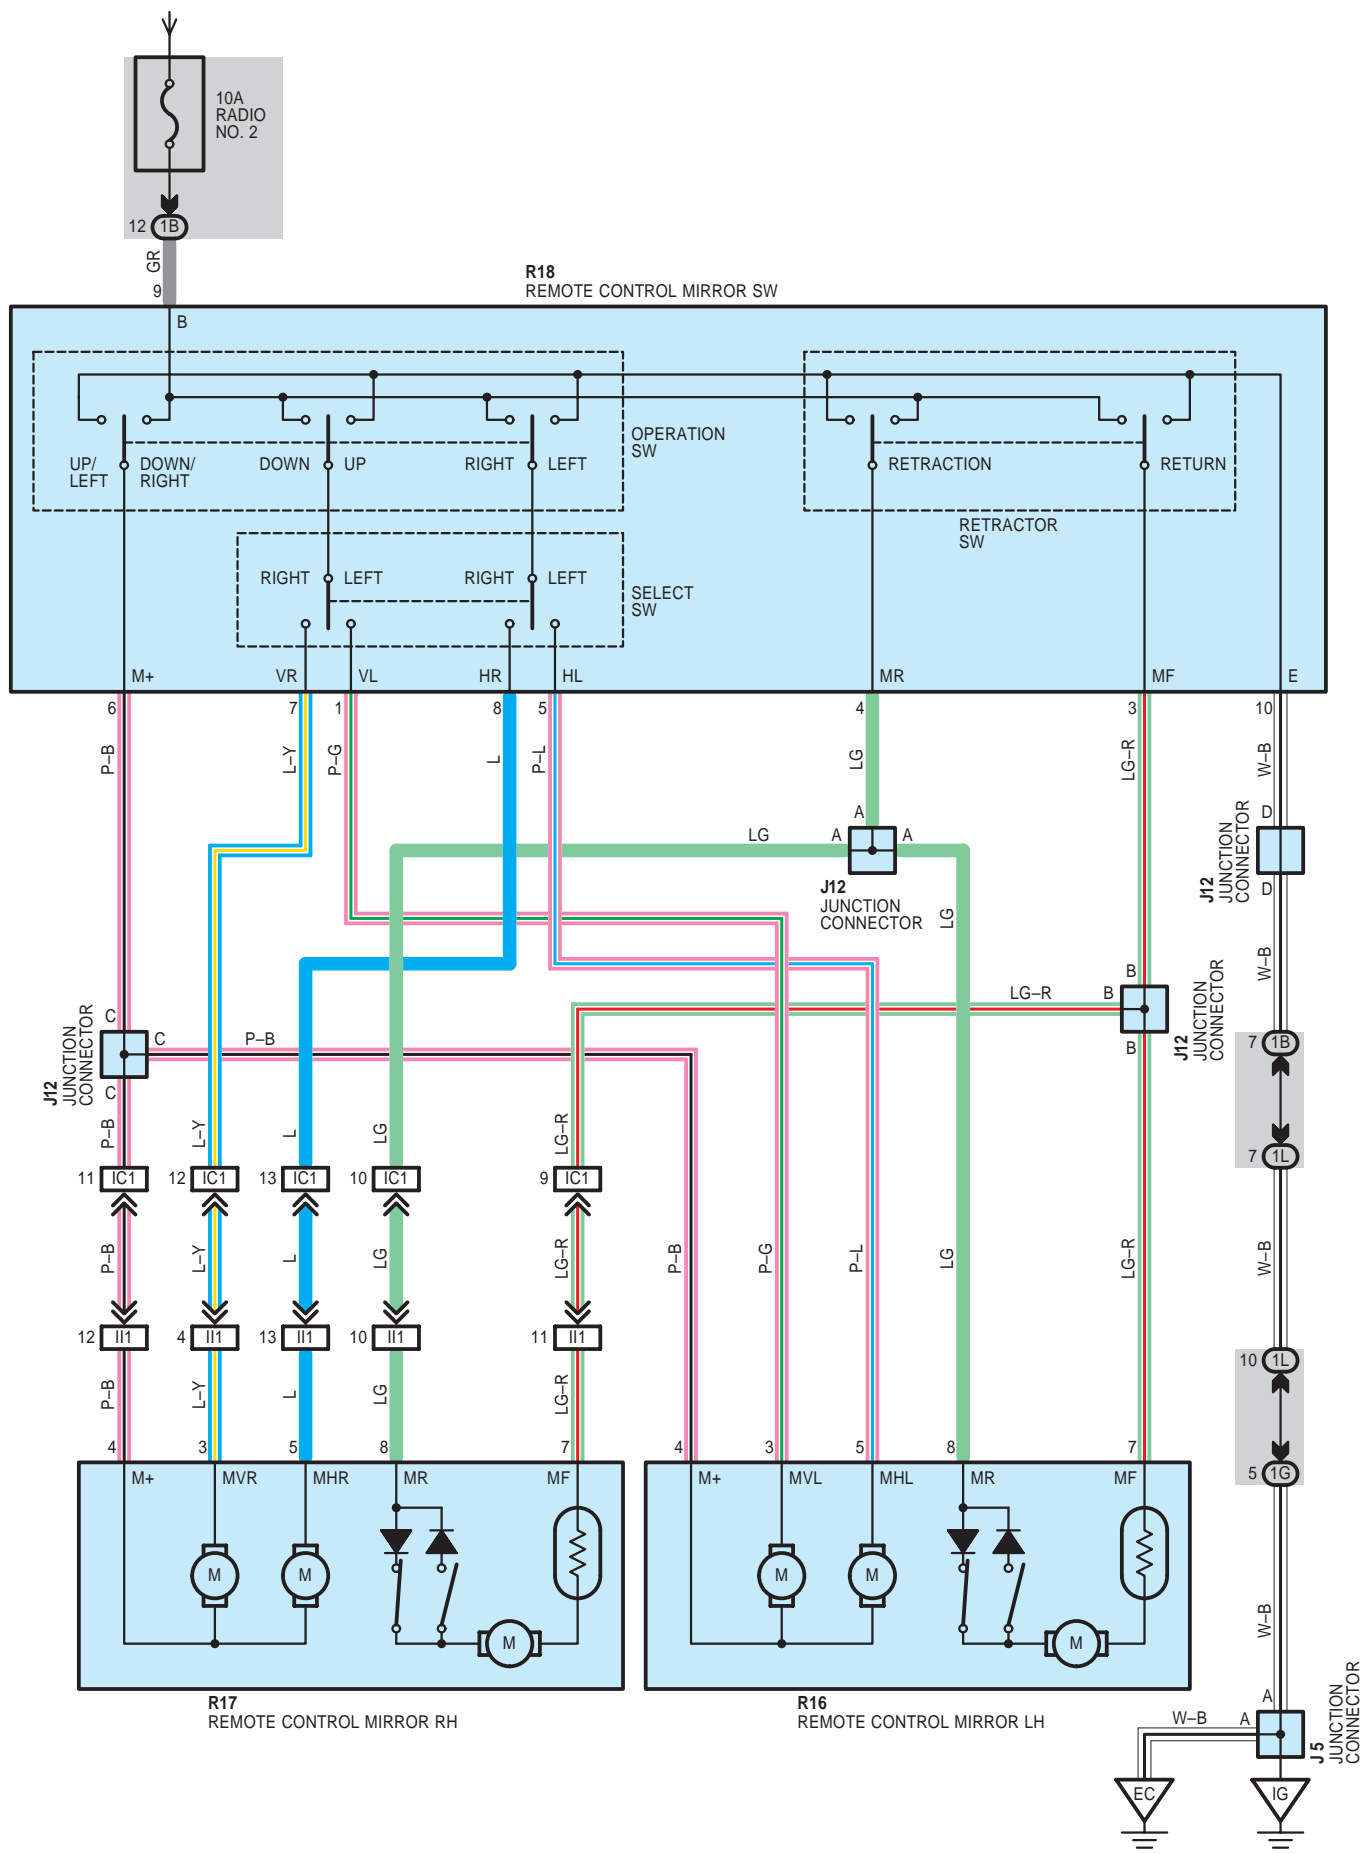 10A
RADIO
NO. 2
12 1B
GR
9
R18
REMOTE CONTROL MIRROR SW
B
OPERATION
SW
UP/
LEFT
DOWN/
RIGHT
DOWN UP
RIGHT LEFT
RETRACTION
RETURN
RETRACTOR
SW
RIGHT LEFT
RIGHT LEFT
SELECT
SW
M+ VR VL HR HL MR MF E
6 7 1 8 5 4 3 10
P–B L–Y P–G L P–L LG LG–R W–B
A
LG A A
J12
JUNCTION
CONNECTOR
LG
D
J12
JUNCTION
CONNECTOR
D
W–B
B
LG–R B
B
J12
JUNCTION
CONNECTOR
C
C P–B
C
J12
JUNCTION
CONNECTOR
7 1B
7 1L
P–B L–Y L LG LG–R
11 IC1 12 IC1 13 IC1 10 IC1 9 IC1
P–B L–Y L LG LG–R P–B P–G P–L LG LG–R W–B
12 II1 4 II1 13 II1 10 II1 11 II1
10 1L
P–B L–Y L LG LG–R
4 3 5 8 7 4 3 5 8 7
5 1G
M+ MVR MHR MR MF
M M
M
M+ MVL MHL MR MF
M M
M
R17
REMOTE CONTROL MIRROR RH
R16
REMOTE CONTROL MIRROR LH
W–B
A
W–B A
J 5
JUNCTION
CONNECTOR
EC IG